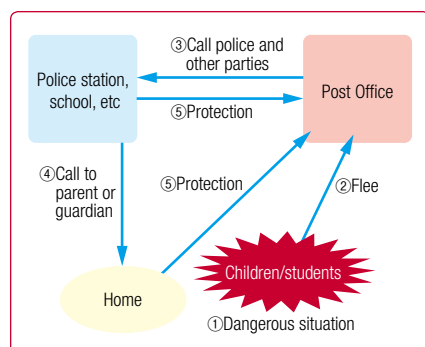 ③Call police and
other parties
Police station,
school, etc
Post Office
⑤Protection
④Call to
parent or
guardian
⑤Protection
②Flee
Children/students
Home
①Dangerous situation